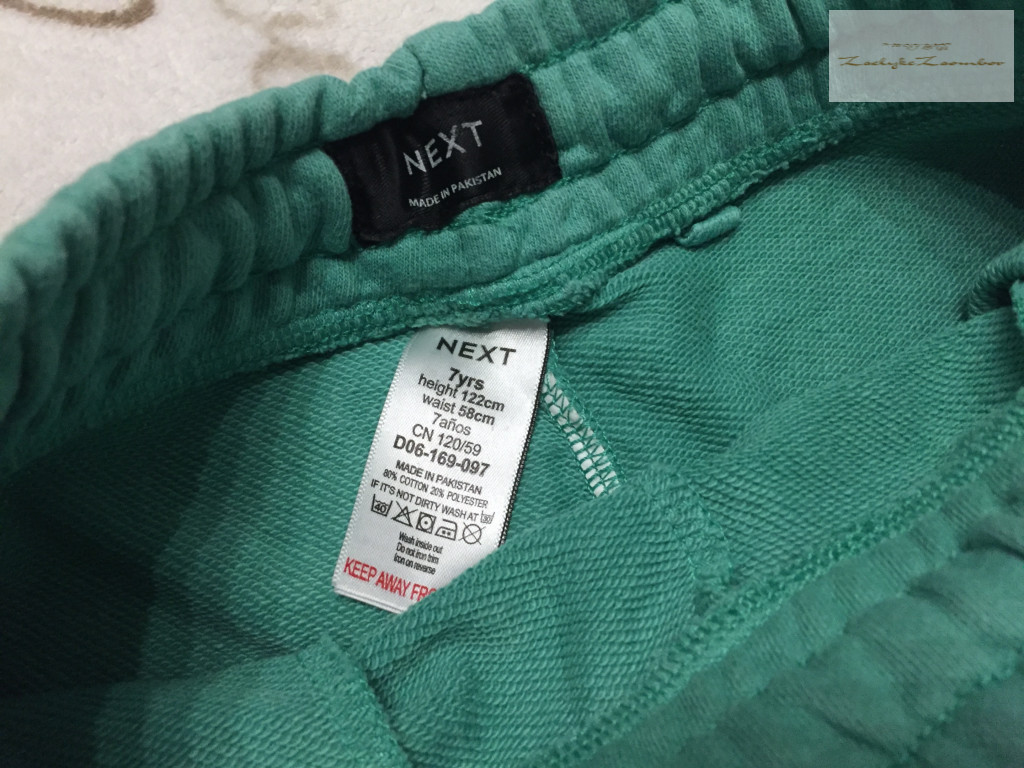 NEXT
MADE IN PAKISTAN
NEXT
7yrs
height 122cm
waist 58cm
7años
CN 120/59
D06-169-097
MADE IN PAKISTAN
80% COTTON 20% POLYESTER
IF IT'S NOT DIRTY WASH AT 30
40
Wash inside out
Do not iron trim
Iron on reverse
KEEP AWAY FRO